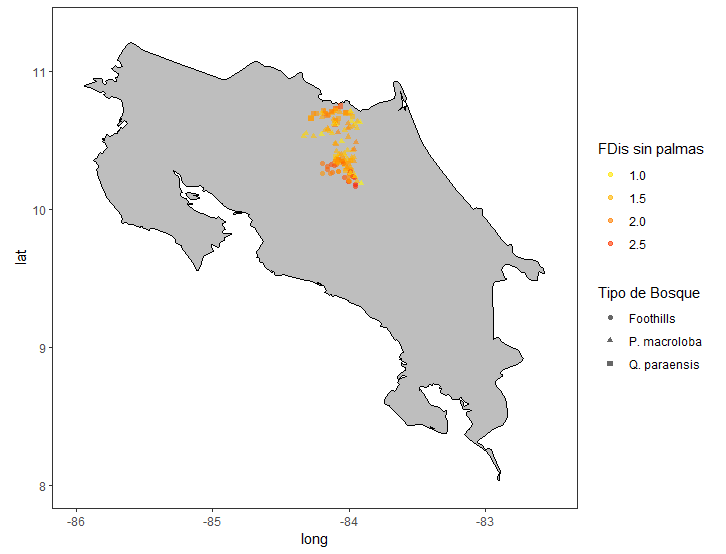 11
10
9
8
lat
-86
-85
-84
-83
long
FDis sin palmas
1.0
1.5
2.0
2.5
Tipo de Bosque
Foothills
P. macroloba
Q. paraensis